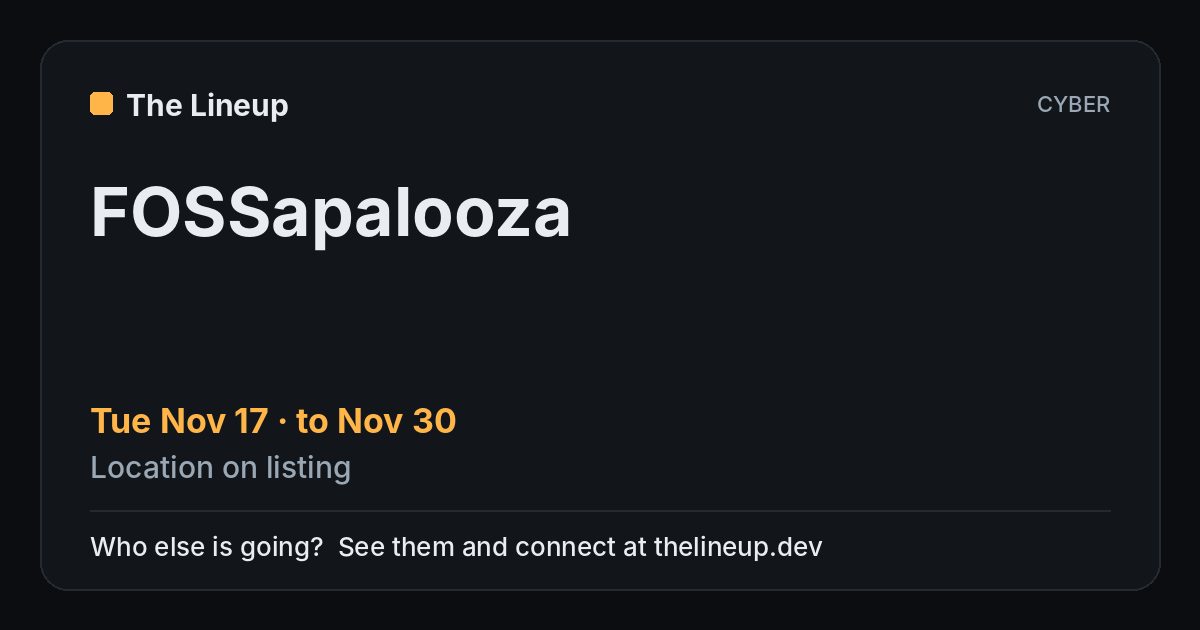 The Lineup
CYBER
FOSSapalooza
Tue Nov 17 · to Nov 30
Location on listing
Who else is going?  See them and connect at thelineup.dev